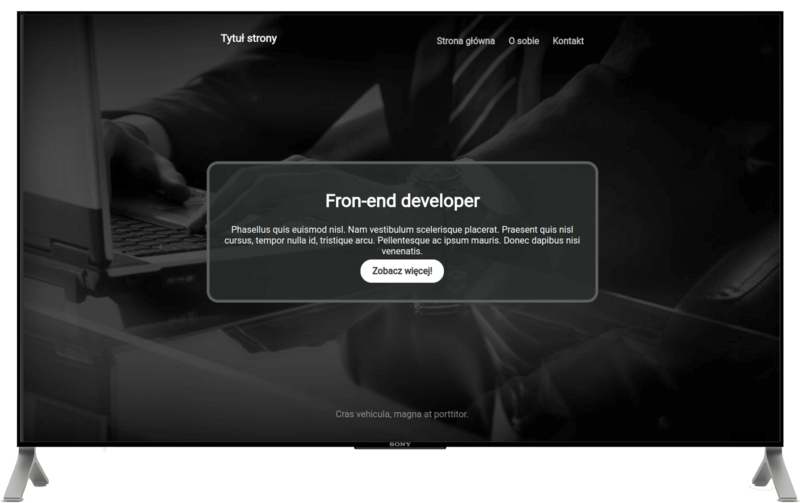 Tytuł strony
Strona główna O sobie Kontakt
Fron-end developer
Phasellus quis euismod nisl. Nam vestibulum scelerisque placerat. Praesent quis nisl
cursus, tempor nulla id, tristique arcu. Pellentesque ac ipsum mauris. Donec dapibus nisi
venenatis.
Zobacz więcej!
Cras vehicula, magna at porttitor.
SONY